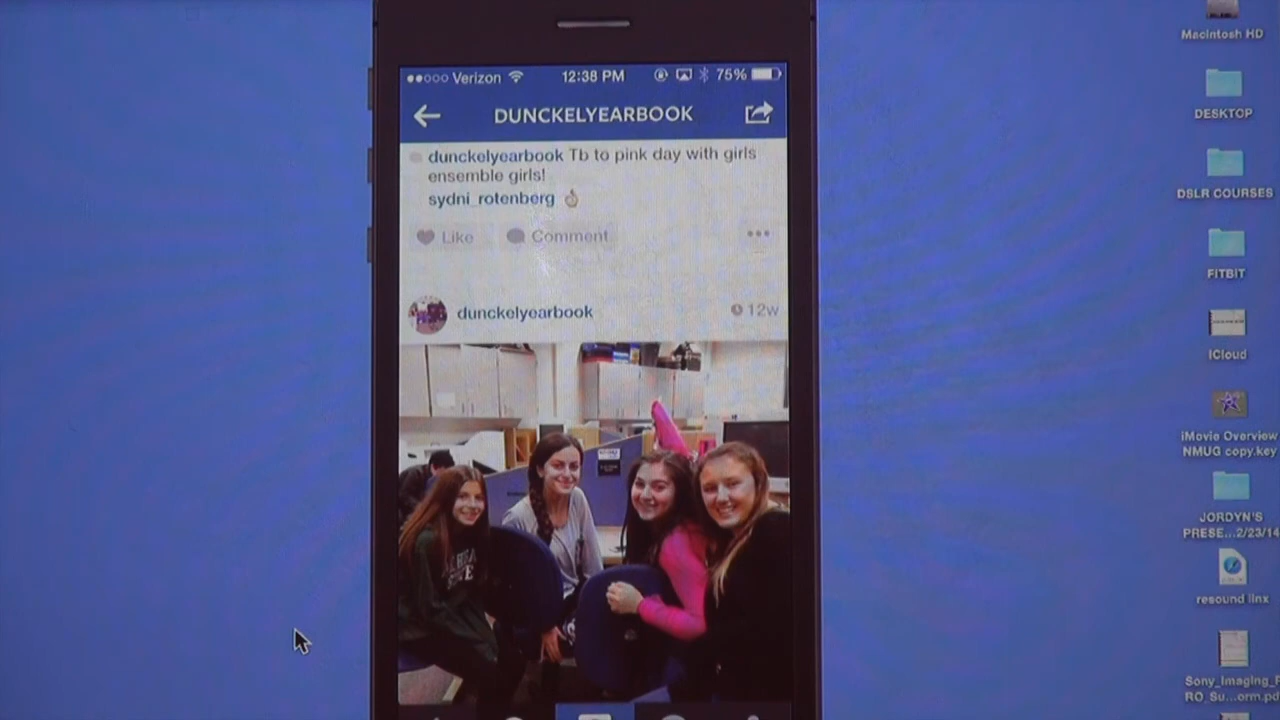 Verizon 12:38 PM 75%
DUNCKELYEARBOOK
dunckelyearbook Tb to pink day with girls
ensemble girls!
sydni_rotenberg 👌
Like Comment
dunckelyearbook 12w
Macintosh HD
DESKTOP
DSLR COURSES
FITBIT
iCloud
iMovie Overview
NMUG copy.key
JORDYN'S
PRESE...2/23/14
resound linx
Sony_Imaging_P
RO_Su...orm.pd